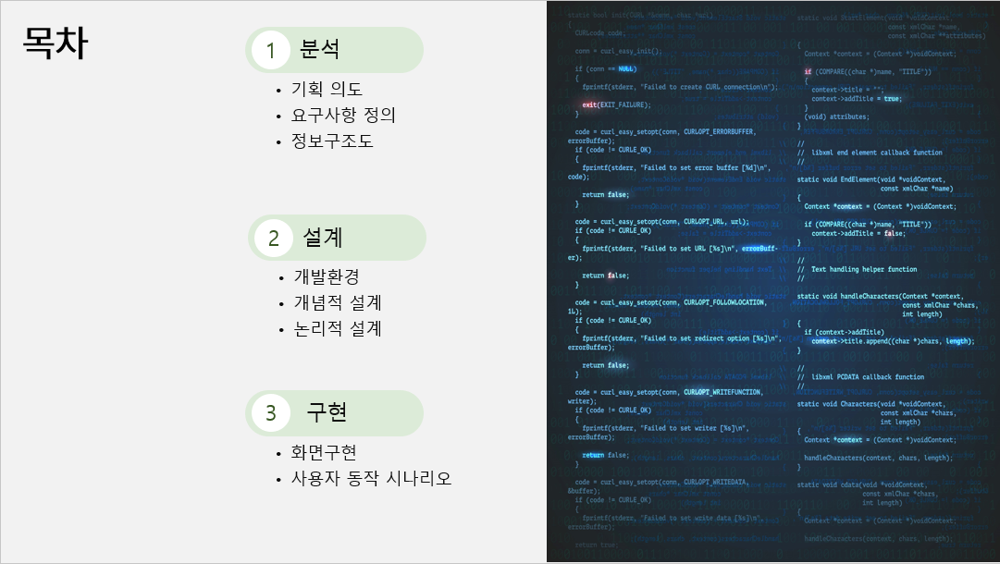 목차
1 분석
• 기획 의도
• 요구사항 정의
• 정보구조도
2 설계
• 개발환경
• 개념적 설계
• 논리적 설계
3 구현
• 화면구현
• 사용자 동작 시나리오
static bool init(CURL *&conn, char *url)
{
CURLcode code;
conn = curl_easy_init();
if (conn == NULL)
{
fprintf(stderr, "Failed to create CURL connection\n");
exit(EXIT_FAILURE);
}
code = curl_easy_setopt(conn, CURLOPT_ERRORBUFFER,
errorBuffer);
if (code != CURLE_OK)
{
fprintf(stderr, "Failed to set error buffer [%d]\n",
code);
return false;
}
code = curl_easy_setopt(conn, CURLOPT_URL, url);
if (code != CURLE_OK)
{
fprintf(stderr, "Failed to set URL [%s]\n", errorBuff-
er);
return false;
}
code = curl_easy_setopt(conn, CURLOPT_FOLLOWLOCATION,
1L);
if (code != CURLE_OK)
{
fprintf(stderr, "Failed to set redirect option [%s]\n",
errorBuffer);
return false;
}
code = curl_easy_setopt(conn, CURLOPT_WRITEFUNCTION,
writer);
if (code != CURLE_OK)
{
fprintf(stderr, "Failed to set writer [%s]\n",
errorBuffer);
return false;
}
code = curl_easy_setopt(conn, CURLOPT_WRITEDATA,
&buffer);
if (code != CURLE_OK)
{
fprintf(stderr, "Failed to set write data [%s]\n",
errorBuffer);
return true;
static void StartElement(void *voidContext,
const xmlChar *name,
const xmlChar **attributes)
{
Context *context = (Context *)voidContext;
if (COMPARE((char *)name, "TITLE"))
{
context->title = "";
context->addTitle = true;
}
(void) attributes;
}
//
// libxml end element callback function
//
static void EndElement(void *voidContext,
const xmlChar *name)
{
Context *context = (Context *)voidContext;
if (COMPARE((char *)name, "TITLE"))
context->addTitle = false;
}
//
// Text handling helper function
//
static void handleCharacters(Context *context,
const xmlChar *chars,
int length)
{
if (context->addTitle)
context->title.append((char *)chars, length);
}
//
// libxml PCDATA callback function
//
static void Characters(void *voidContext,
const xmlChar *chars,
int length)
{
Context *context = (Context *)voidContext;
handleCharacters(context, chars, length);
}
static void cdata(void *voidContext,
const xmlChar *chars,
int length)
{
Context *context = (Context *)voidContext;
handleCharacters(context, chars, length);